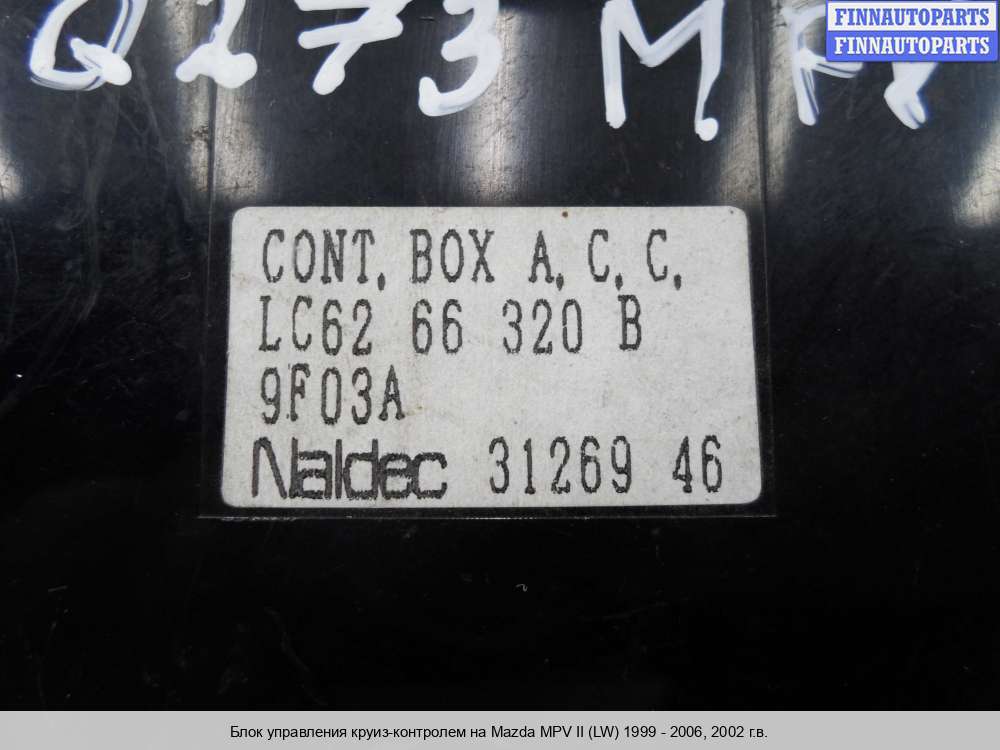 Q273 M
FINNAUTOPARTS
FINNAUTOPARTS
CONT. BOX A. C. C.
LC62 66 320 B
9F03A
Naldec 31269 46
Блок управления круиз-контролем на Mazda MPV II (LW) 1999 - 2006, 2002 г.в.